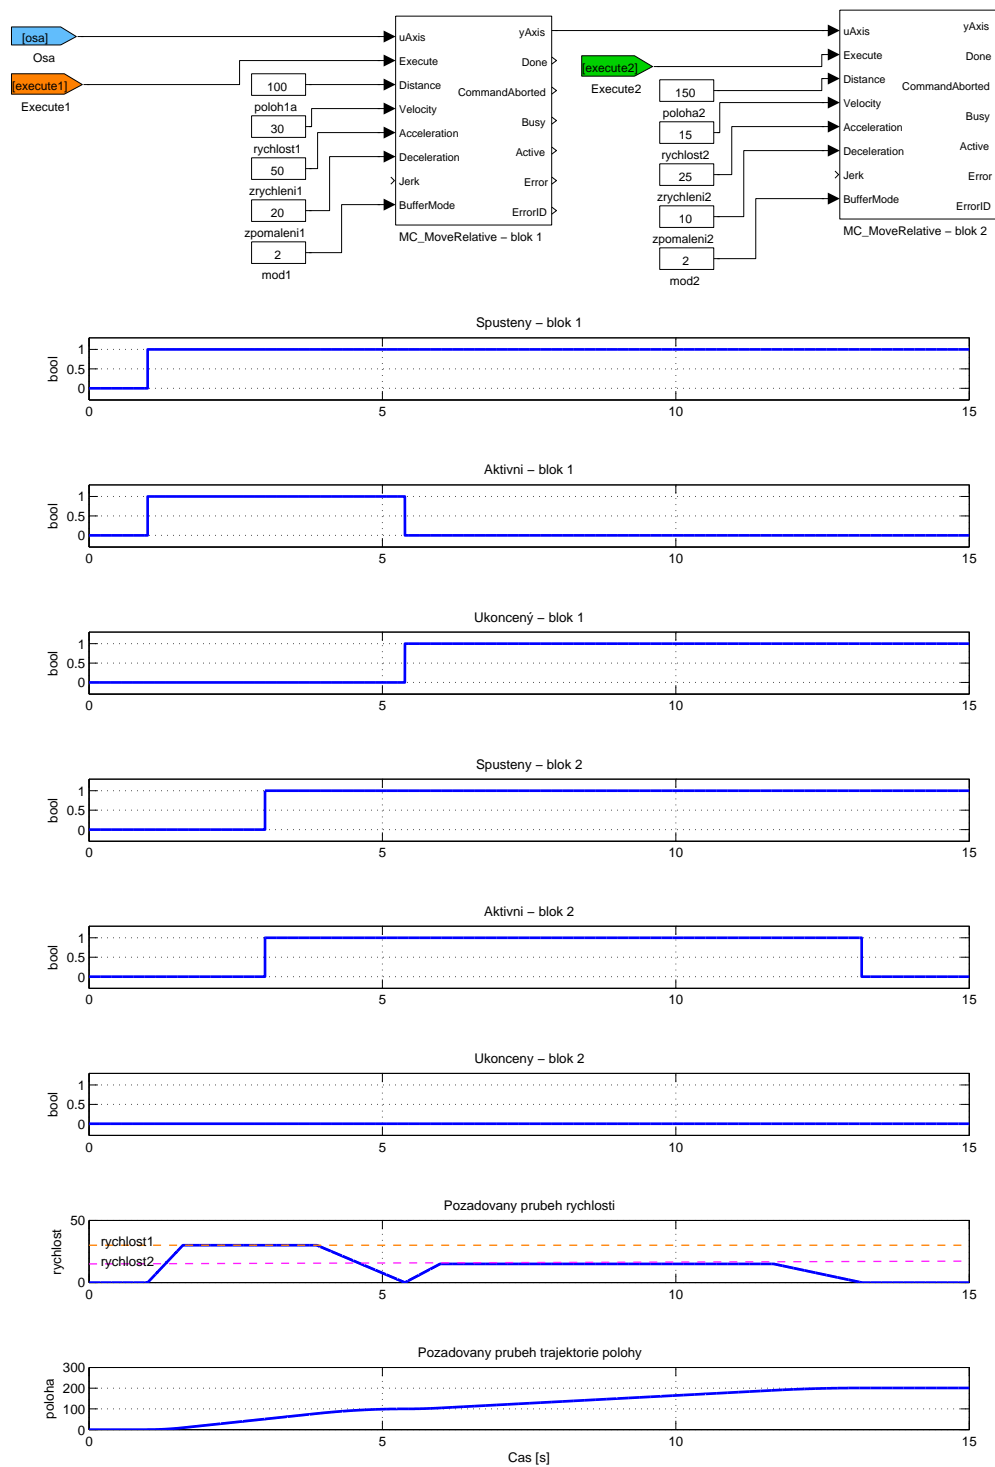 [osa]
Osa
[execute1]
Execute1
100
poloh1a
30
rychlost1
50
zrychleni1
20
zpomaleni1
2
mod1
uAxis
Execute
Distance
Velocity
Acceleration
Deceleration
Jerk
BufferMode
yAxis
Done
CommandAborted
Busy
Active
Error
ErrorID
MC_MoveRelative – blok 1
[execute2]
Execute2
150
poloha2
15
rychlost2
25
zrychleni2
10
zpomaleni2
2
mod2
uAxis
Execute
Distance
Velocity
Acceleration
Deceleration
Jerk
BufferMode
yAxis
Done
CommandAborted
Busy
Active
Error
ErrorID
MC_MoveRelative – blok 2
Spusteny – blok 1
bool
1
0.5
0
0 5 10 15
Aktivni – blok 1
bool
1
0.5
0
0 5 10 15
Ukoncený – blok 1
bool
1
0.5
0
0 5 10 15
Spusteny – blok 2
bool
1
0.5
0
0 5 10 15
Aktivni – blok 2
bool
1
0.5
0
0 5 10 15
Ukonceny – blok 2
bool
1
0.5
0
0 5 10 15
Pozadovany prubeh rychlosti
rychlost
50
0
rychlost1
rychlost2
0 5 10 15
Pozadovany prubeh trajektorie polohy
poloha
300
200
100
0
0 5 10 15
Cas [s]